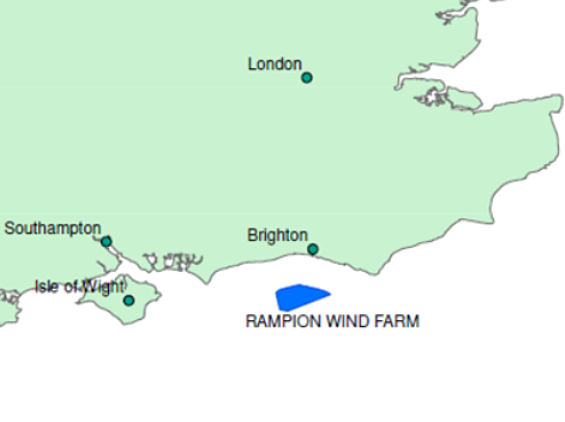 London
Southampton
Brighton
Isle of Wight
RAMPION WIND FARM